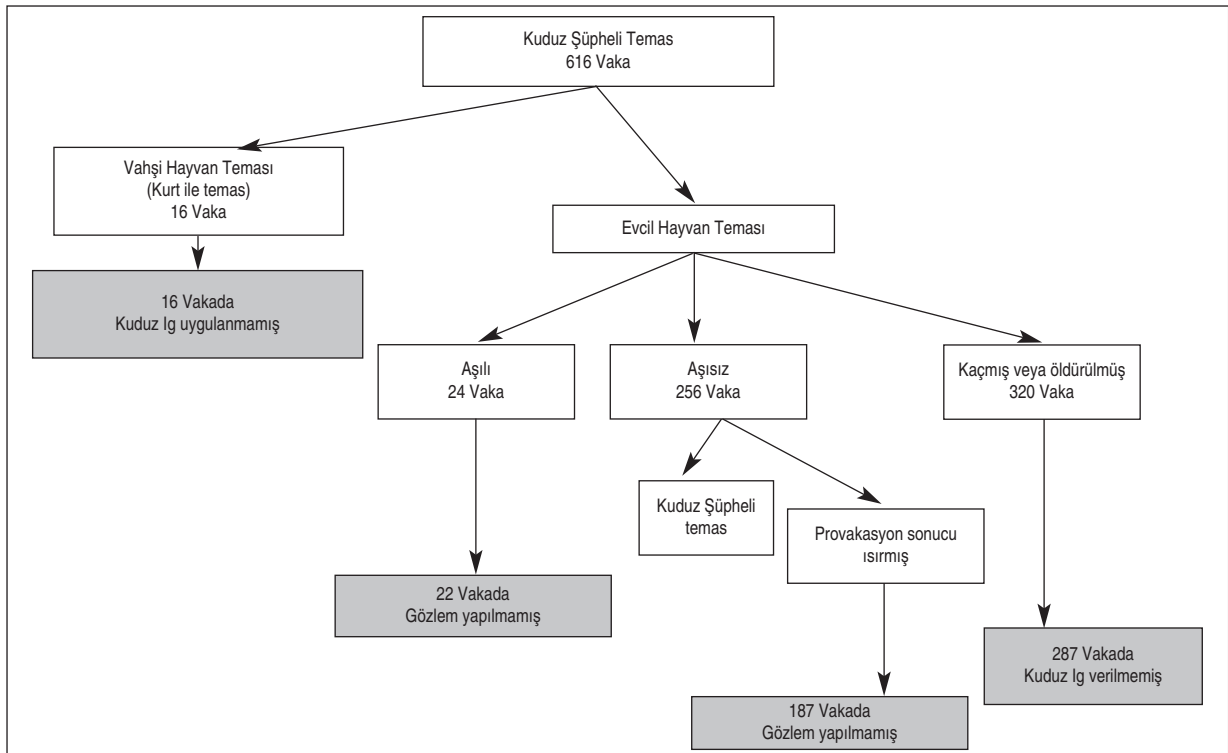 Kuduz Şüpheli Temas
616 Vaka
Vahşi Hayvan Teması
(Kurt ile temas)
16 Vaka
Evcil Hayvan Teması
16 Vakada
Kuduz Ig uygulanmamış
Aşılı
24 Vaka
Aşısız
256 Vaka
Kaçmış veya öldürülmüş
320 Vaka
Kuduz Şüpheli
temas
Provakasyon sonucu
ısırmış
22 Vakada
Gözlem yapılmamış
287 Vakada
Kuduz Ig verilmemiş
187 Vakada
Gözlem yapılmamış